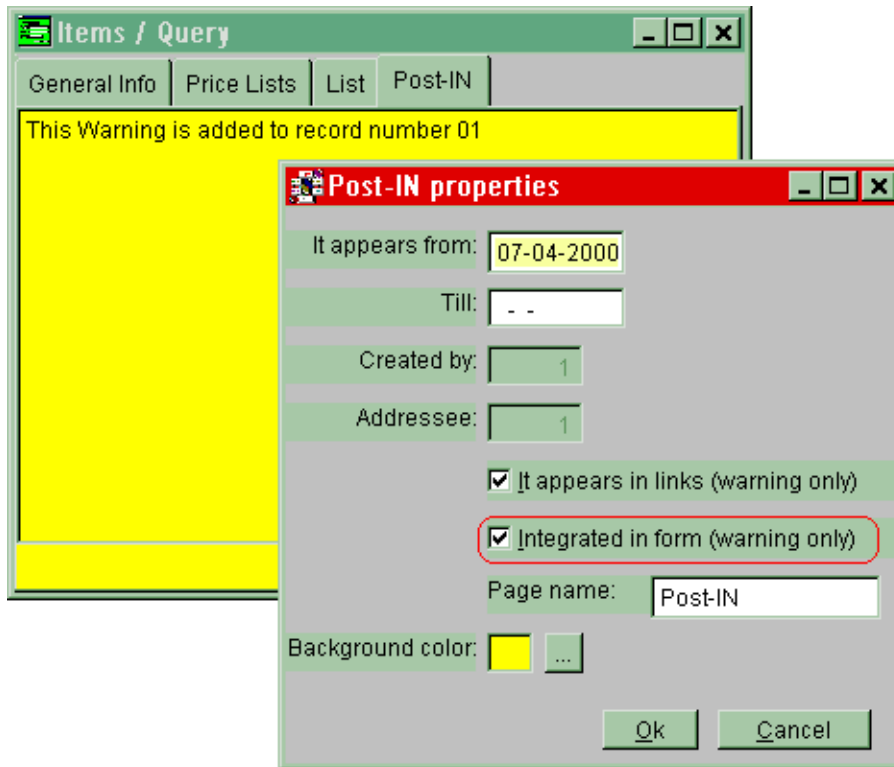 Items / Query
General Info Price Lists List Post-IN
This Warning is added to record number 01
Post-IN properties
It appears from: 07-04-2000
Till: - -
Created by: 1
Addressee: 1
It appears in links (warning only)
Integrated in form (warning only)
Page name: Post-IN
Background color: ...
Ok Cancel